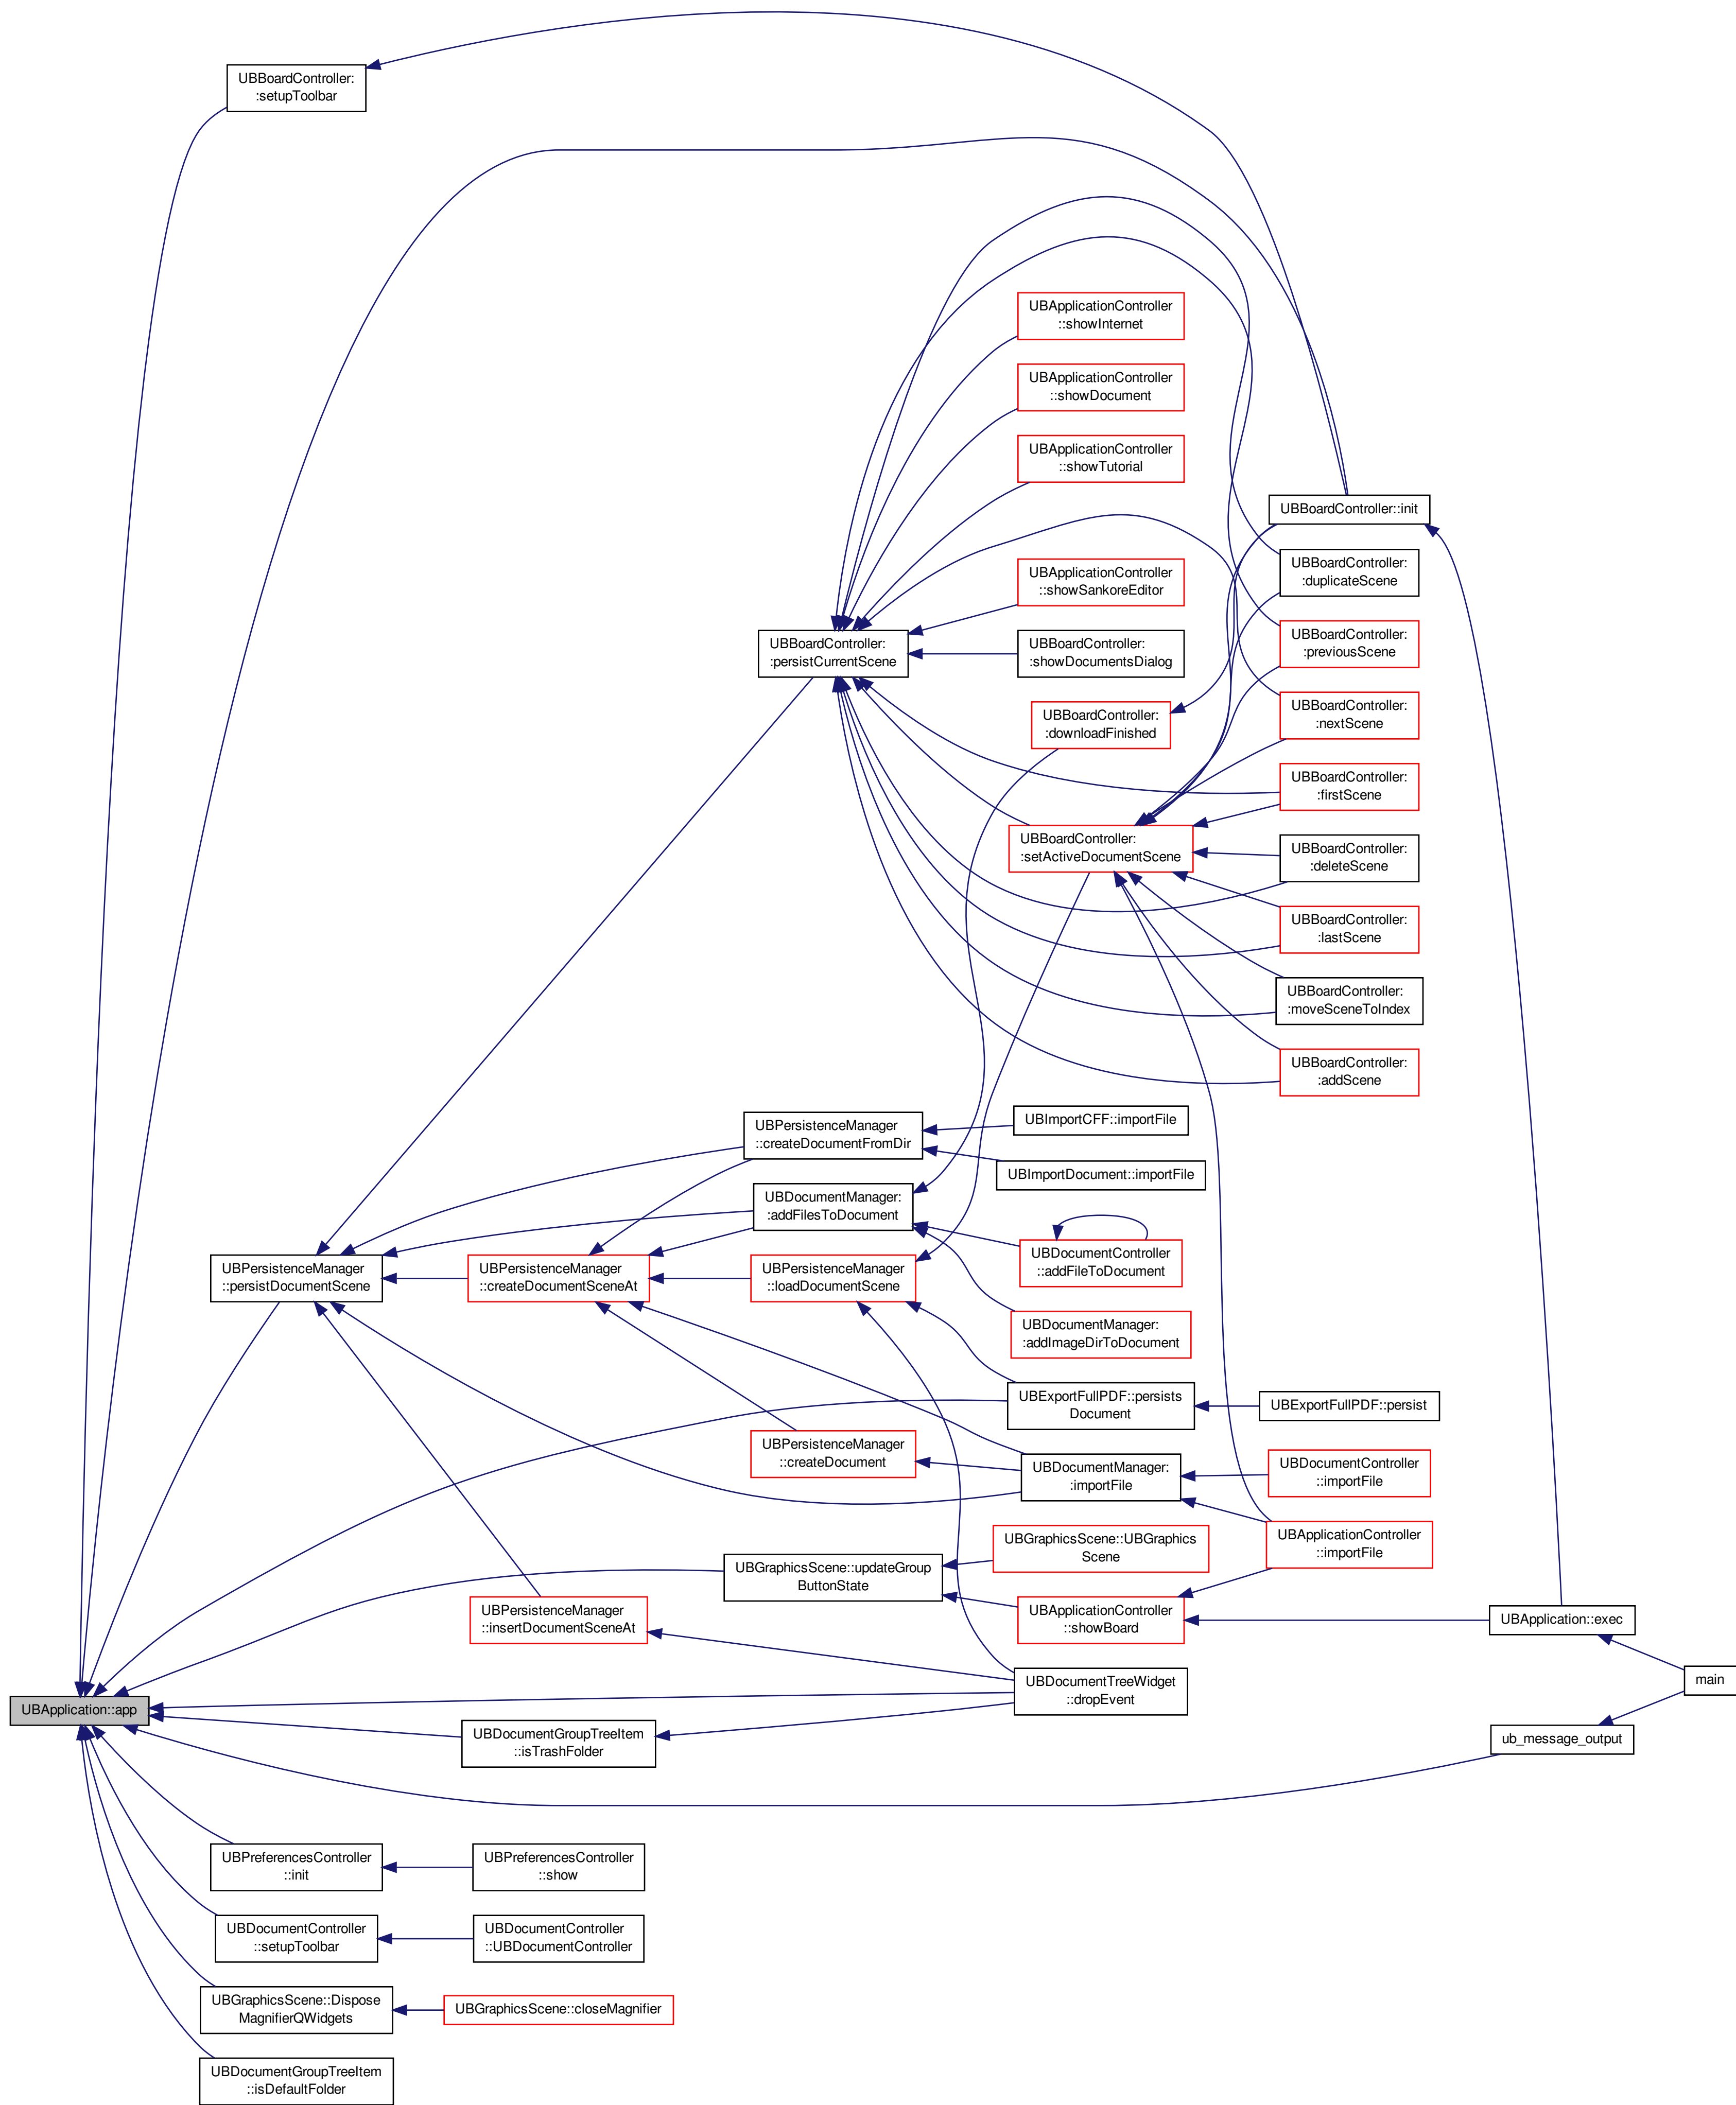 UBBoardController:
:setupToolbar
UBApplicationController
::showInternet
UBApplicationController
::showDocument
UBApplicationController
::showTutorial
UBBoardController::init
UBBoardController:
:duplicateScene
UBApplicationController
::showSankoreEditor
UBBoardController:
:persistCurrentScene
UBBoardController:
:showDocumentsDialog
UBBoardController:
:previousScene
UBBoardController:
:downloadFinished
UBBoardController:
:nextScene
UBBoardController:
:firstScene
UBBoardController:
:setActiveDocumentScene
UBBoardController:
:deleteScene
UBBoardController:
:lastScene
UBBoardController:
:moveSceneToIndex
UBBoardController:
:addScene
UBPersistenceManager
::createDocumentFromDir
UBImportCFF::importFile
UBImportDocument::importFile
UBDocumentManager:
:addFilesToDocument
UBPersistenceManager
::persistDocumentScene
UBPersistenceManager
::createDocumentSceneAt
UBPersistenceManager
::loadDocumentScene
UBDocumentController
::addFileToDocument
UBDocumentManager:
:addImageDirToDocument
UBExportFullPDF::persists
Document
UBExportFullPDF::persist
UBPersistenceManager
::createDocument
UBDocumentManager:
:importFile
UBDocumentController
::importFile
UBApplicationController
::importFile
UBGraphicsScene::UBGraphics
Scene
UBGraphicsScene::updateGroup
ButtonState
UBPersistenceManager
::insertDocumentSceneAt
UBApplicationController
::showBoard
UBApplication::exec
UBDocumentTreeWidget
::dropEvent
main
UBApplication::app
UBDocumentGroupTreeItem
::isTrashFolder
ub_message_output
UBPreferencesController
::init
UBPreferencesController
::show
UBDocumentController
::setupToolbar
UBDocumentController
::UBDocumentController
UBGraphicsScene::Dispose
MagnifierQWidgets
UBGraphicsScene::closeMagnifier
UBDocumentGroupTreeItem
::isDefaultFolder